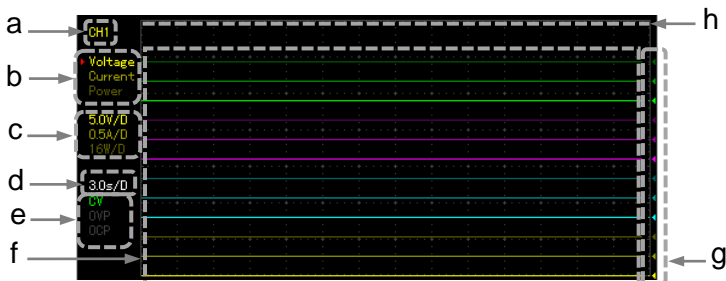 a
CH1
h
b
Voltage
Current
Power
c
5.0V/D
0.5A/D
16W/D
d
3.0s/D
e
CV
OVP
OCP
f
g